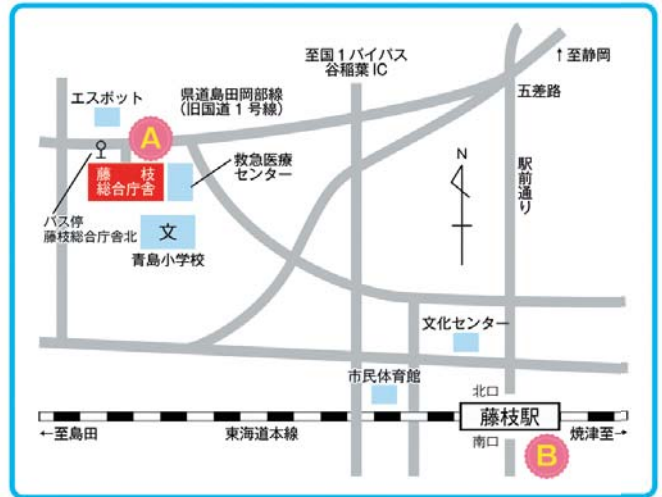 至国1バイパス
谷稲葉IC
↑至静岡
エスポット
県道島田岡部線
(旧国道1号線)
五差路
A
救急医療
センター
藤 枝
総合庁舎
N
駅前通り
バス停
藤枝総合庁舎北
文
青島小学校
文化センター
市民体育館
北口
藤枝駅
←至島田
東海道本線
南口
焼津至→
B